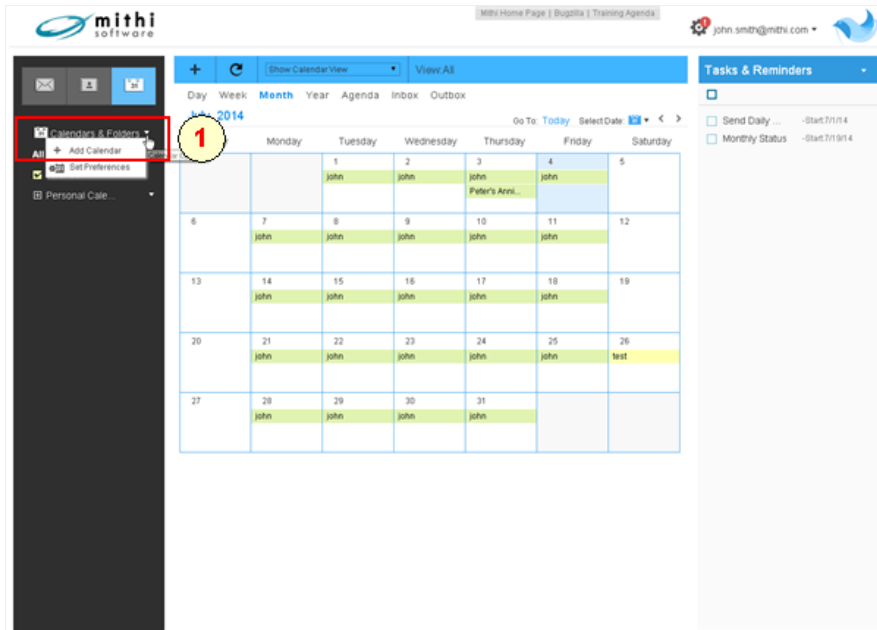 mithi
software
Mithi Home Page | Bugzilla | Training Agenda
john.smith@mithi.com
31
+ Show Calendar View View:All
Day Week Month Year Agenda Inbox Outbox
2014
Go To: Today Select Date:
Calendars & Folders
1
+ Add Calendar
Set Preferences
All
Personal Cale...
Monday Tuesday Wednesday Thursday Friday Saturday
1 2 3 4 5
john john john john
Peter's Anni...
6 7 8 9 10 11 12
john john john john john
13 14 15 16 17 18 19
john john john john john
20 21 22 23 24 25 26
john john john john john test
27 28 29 30 31
john john john john
Tasks & Reminders
Send Daily ... -Start:7/1/14
Monthly Status -Start:7/19/14